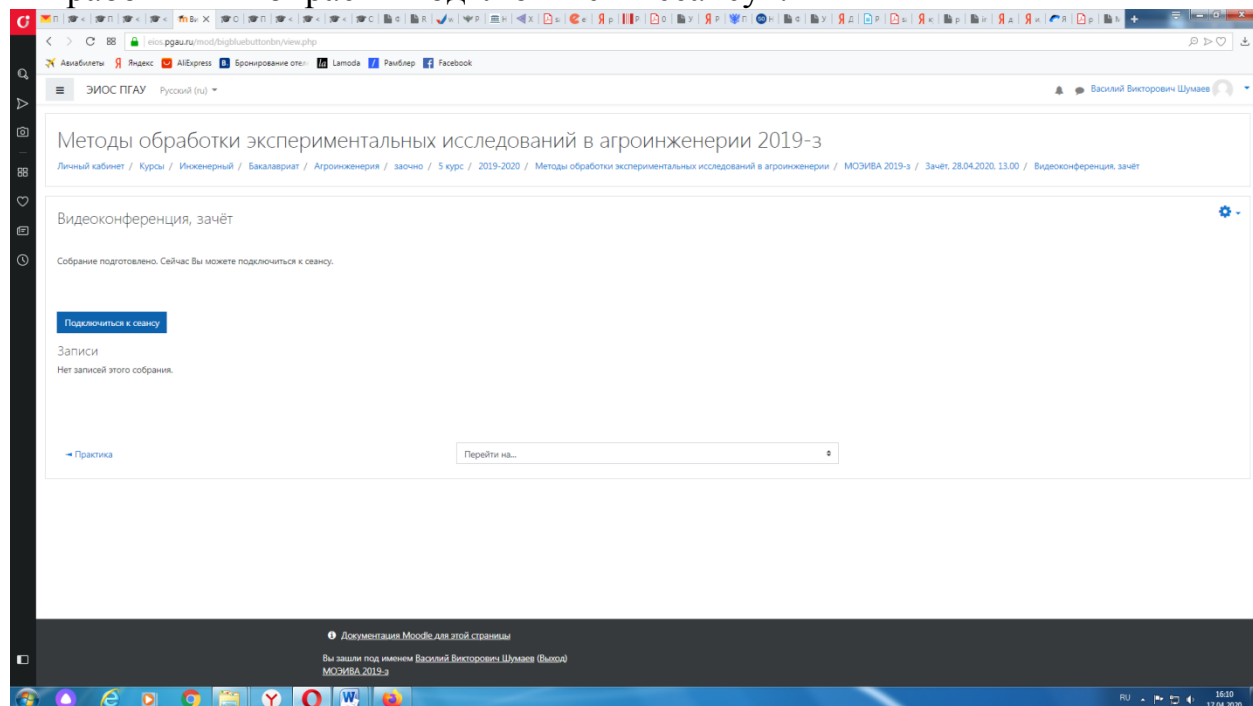 eios.pgau.ru/mod/bigbluebuttonbn/view.php
Авиабилеты Яндекс AliExpress Бронирование отел Lamoda Рамблер Facebook
ЭИОС ПГАУ Русский (ru) Василий Викторович Шумаев
Методы обработки экспериментальных исследований в агроинженерии 2019-з
Личный кабинет / Курсы / Инженерный / Бакалавриат / Агроинженерия / заочно / 5 курс / 2019-2020 / Методы обработки экспериментальных исследований в агроинженерии / МОЭИВА 2019-з / Зачёт, 28.04.2020, 13.00 / Видеоконференция, зачёт
Видеоконференция, зачёт
Собрание подготовлено. Сейчас Вы можете подключиться к сеансу.
Подключиться к сеансу
Записи
Нет записей этого собрания.
◄ Практика Перейти на...
Документация Moodle для этой страницы
Вы зашли под именем Василий Викторович Шумаев (Выход)
МОЭИВА 2019-з
RU 16:10
17.04.2020